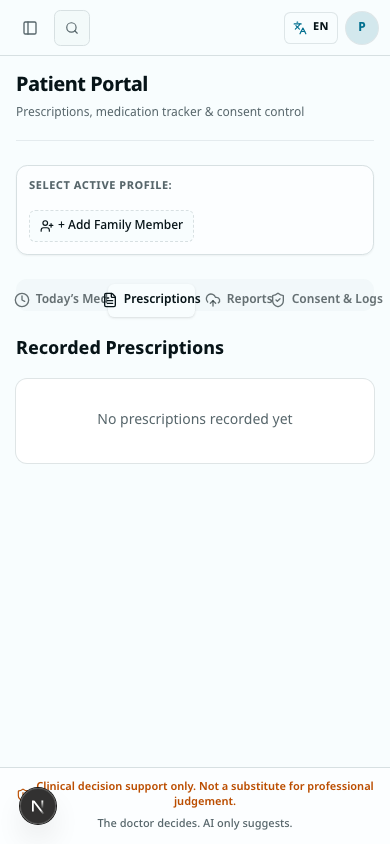 EN
P
Patient Portal
Prescriptions, medication tracker & consent control
SELECT ACTIVE PROFILE:
+ Add Family Member
Today's Med Prescriptions Reports Consent & Logs
Recorded Prescriptions
No prescriptions recorded yet
Clinical decision support only. Not a substitute for professional
judgement.
N
The doctor decides. AI only suggests.